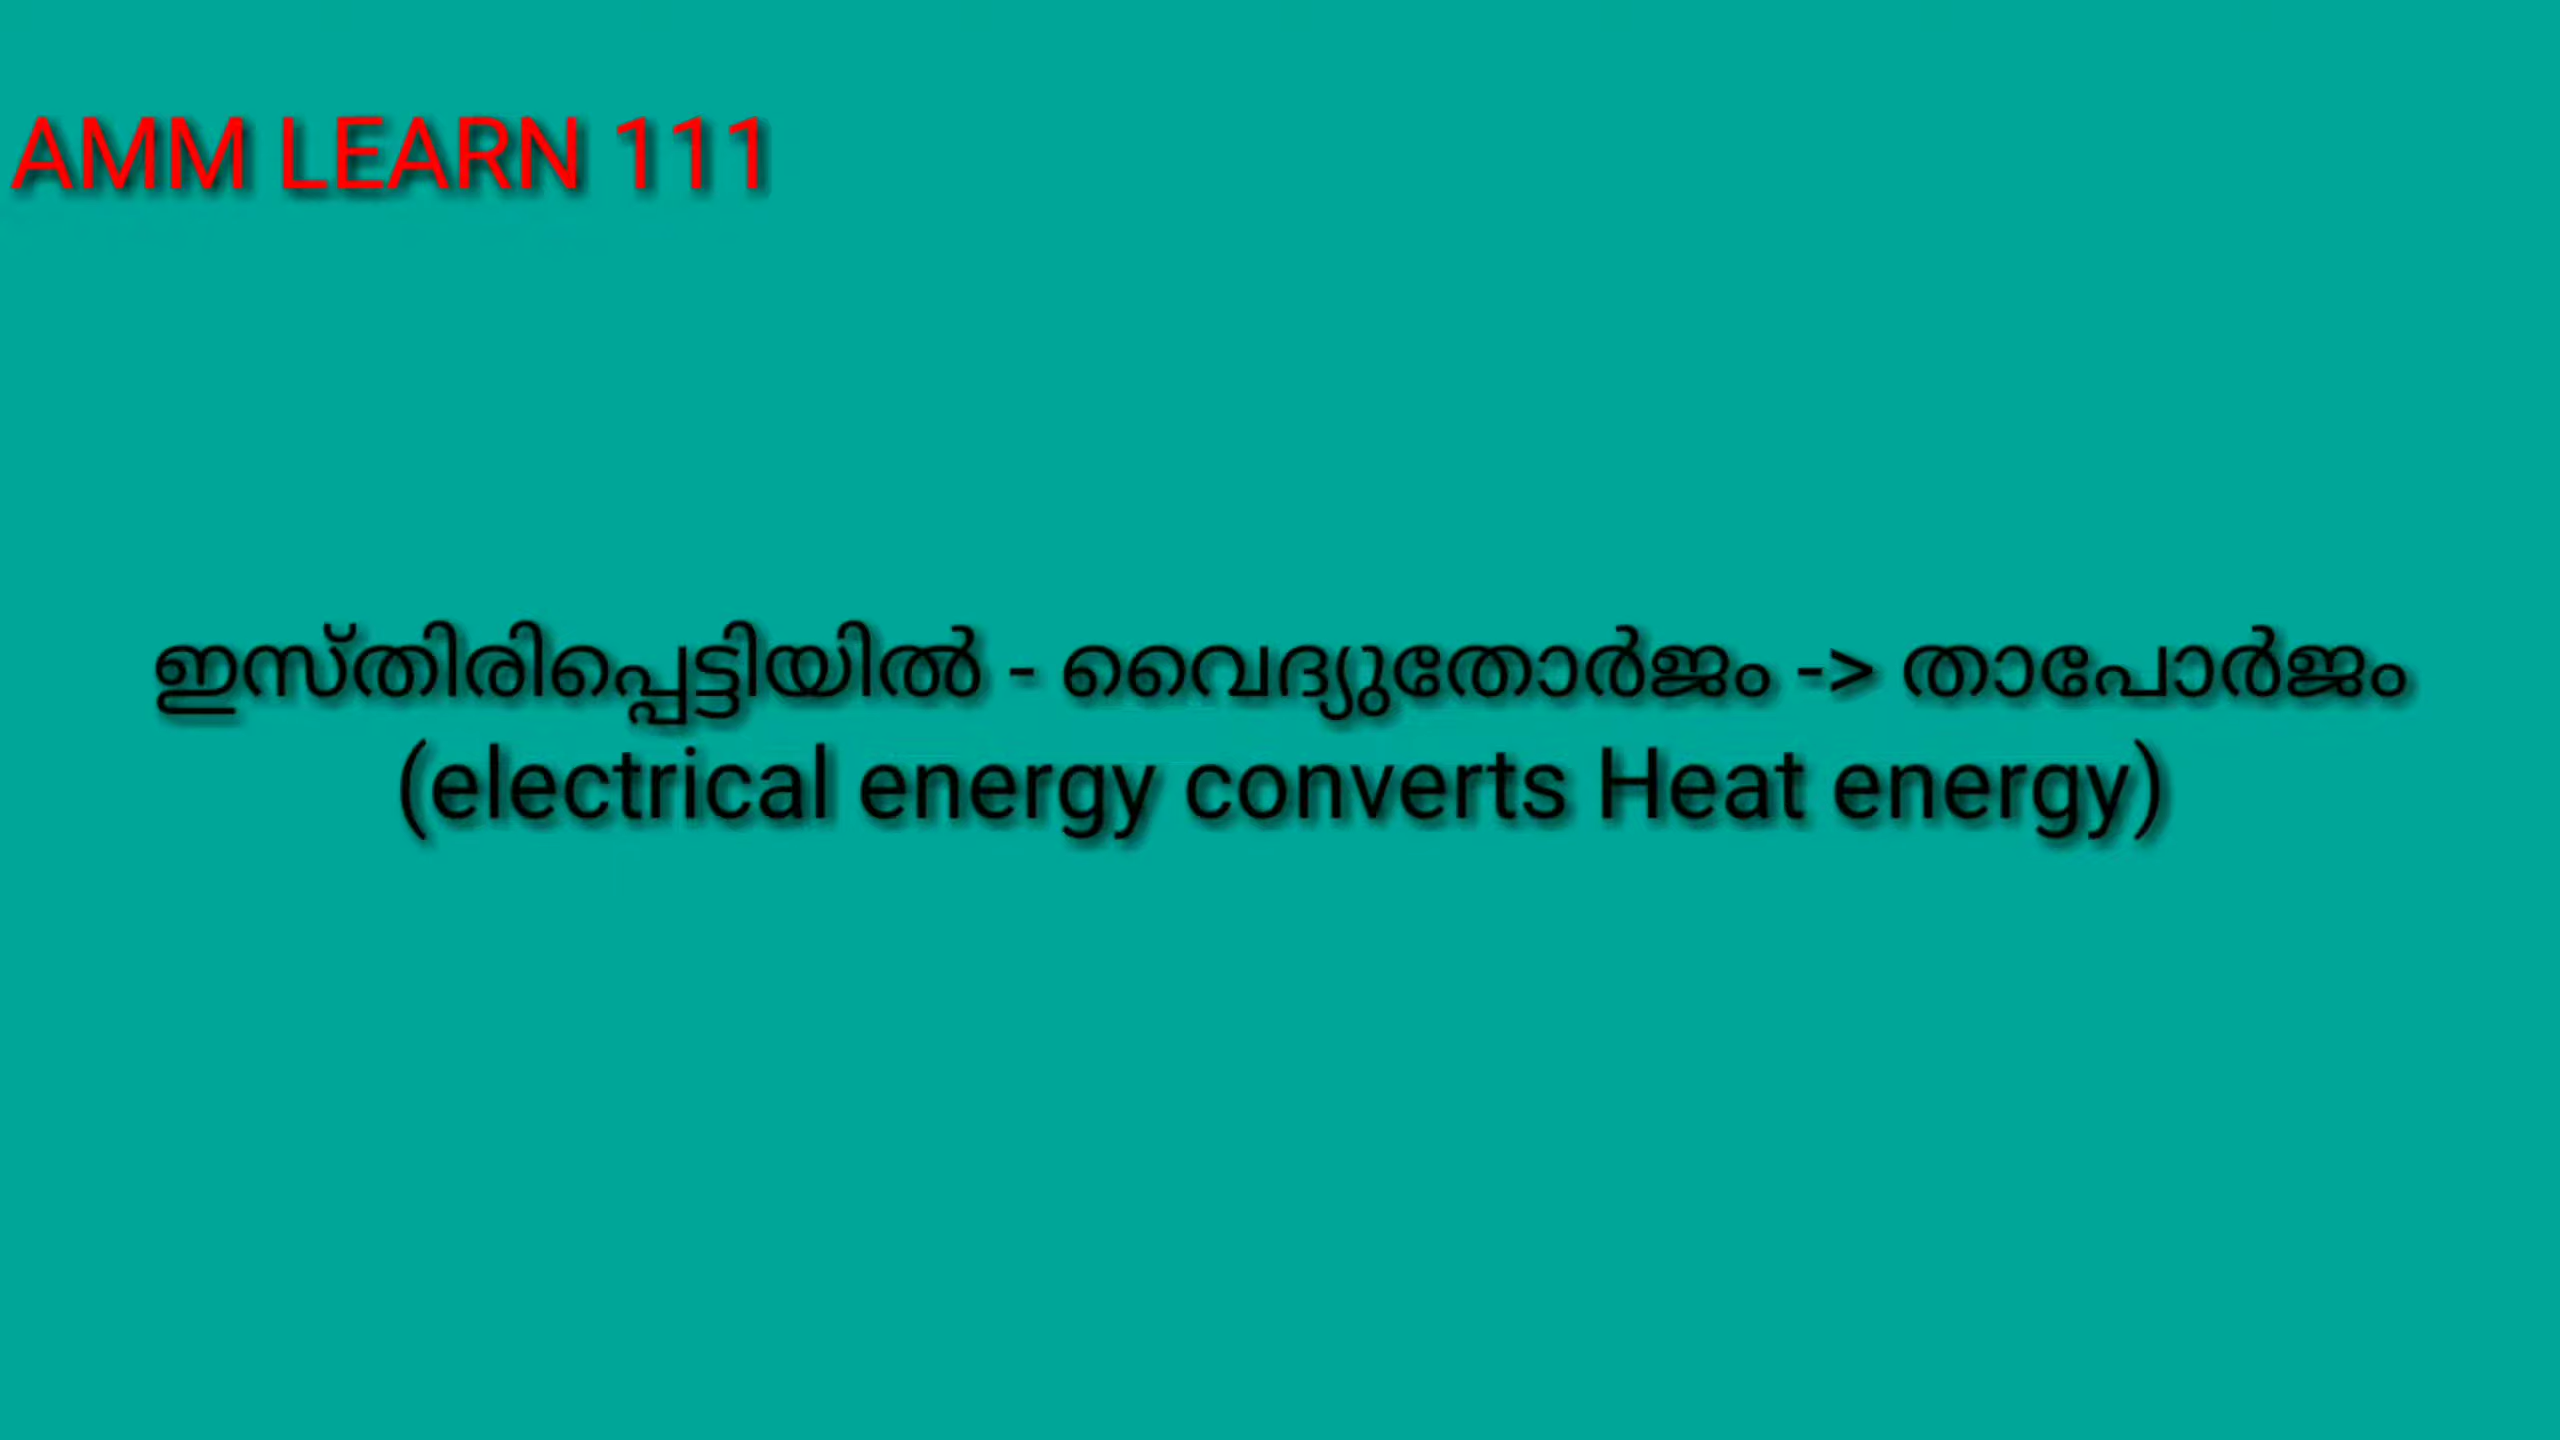 AMM LEARN 111
ഇസ്തിരിപ്പെട്ടിയിൽ - വൈദ്യുതോർജം -> താപോർജം
(electrical energy converts Heat energy)